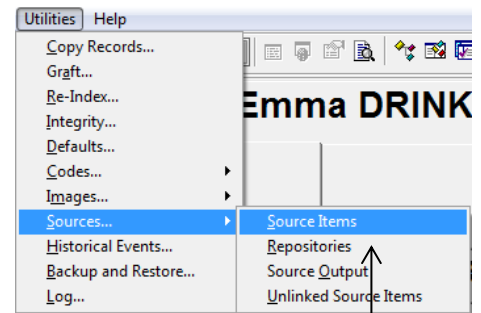 Utilities Help
Copy Records...
Graft...
Re-Index...
Emma DRINK
Integrity...
Defaults...
Codes...
Images...
Sources...
Source Items
Historical Events...
Repositories
Backup and Restore...
Source Output
Log...
Unlinked Source Items